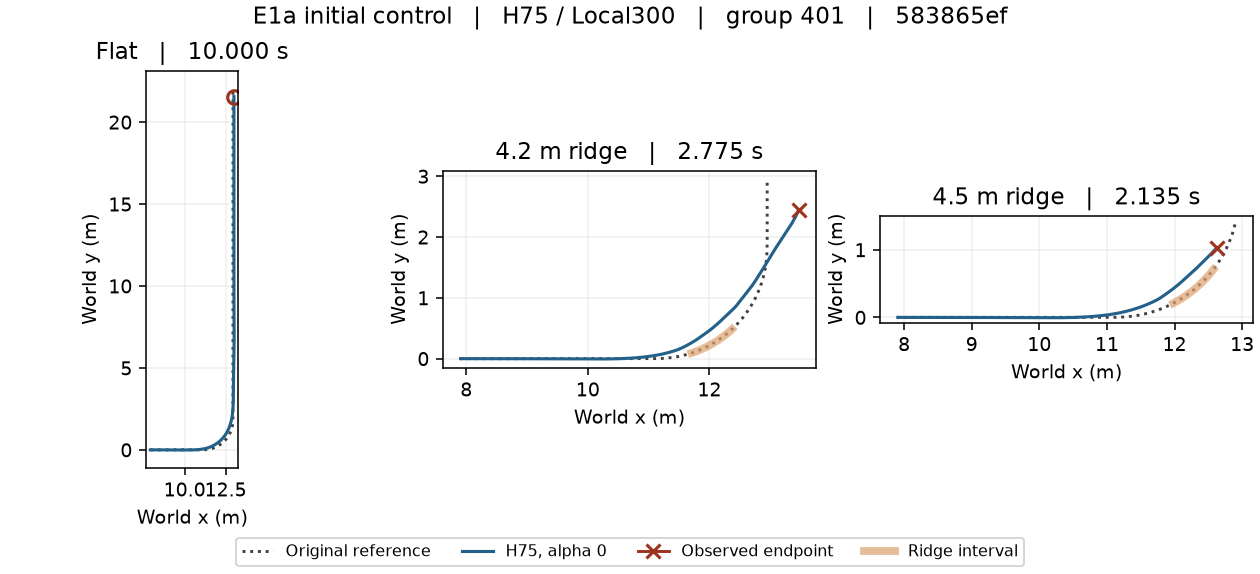 E1a initial control | H75 / Local300 | group 401 | 583865ef
Flat | 10.000 s
20
15
10
5
0
World y (m)
10.0
12.5
World x (m)
4.2 m ridge | 2.775 s
3
2
1
0
World y (m)
8
10
12
World x (m)
4.5 m ridge | 2.135 s
1
0
World y (m)
8
9
10
11
12
13
World x (m)
Original reference
H75, alpha 0
Observed endpoint
Ridge interval